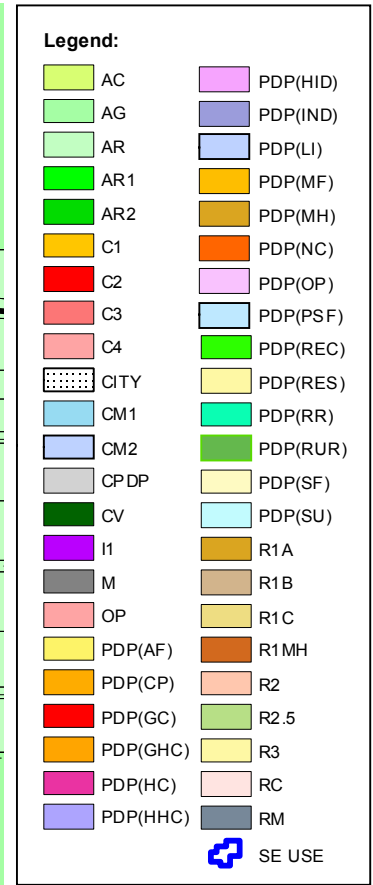 Legend:
AC
AG
AR
AR1
AR2
C1
C2
C3
C4
CITY
CM1
CM2
CPDP
CV
I1
M
OP
PDP(AF)
PDP(CP)
PDP(GC)
PDP(GHC)
PDP(HC)
PDP(HHC)
PDP(HID)
PDP(IND)
PDP(LI)
PDP(MF)
PDP(MH)
PDP(NC)
PDP(OP)
PDP(PSF)
PDP(REC)
PDP(RES)
PDP(RR)
PDP(RUR)
PDP(SF)
PDP(SU)
R1A
R1B
R1C
R1MH
R2
R2.5
R3
RC
RM
SE USE